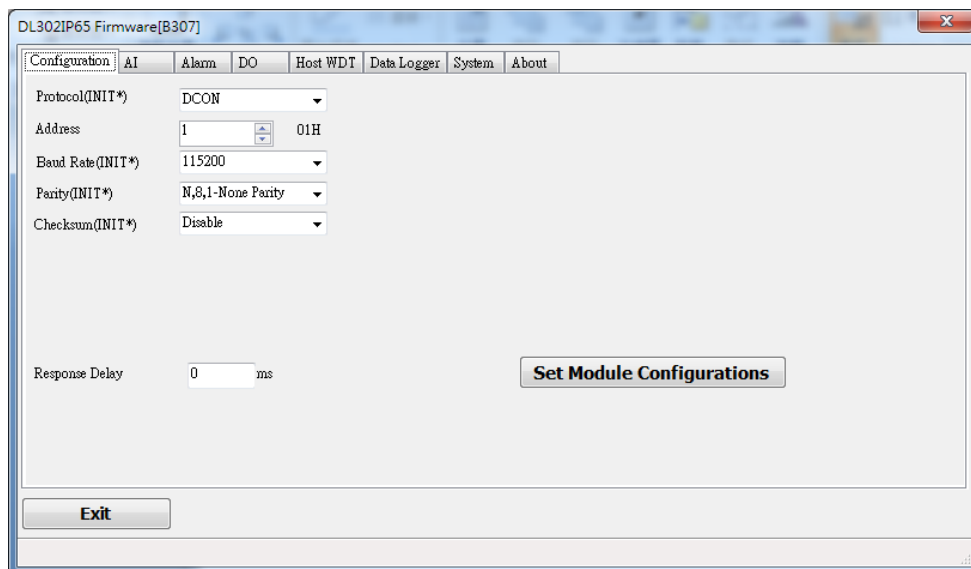 DL302IP65 Firmware[B307]
Configuration AI Alarm DO Host WDT Data Logger System About
Protocol(INIT*) DCON
Address 1 01H
Baud Rate(INIT*) 115200
Parity(INIT*) N,8,1-None Parity
Checksum(INIT*) Disable
Response Delay 0 ms Set Module Configurations
Exit